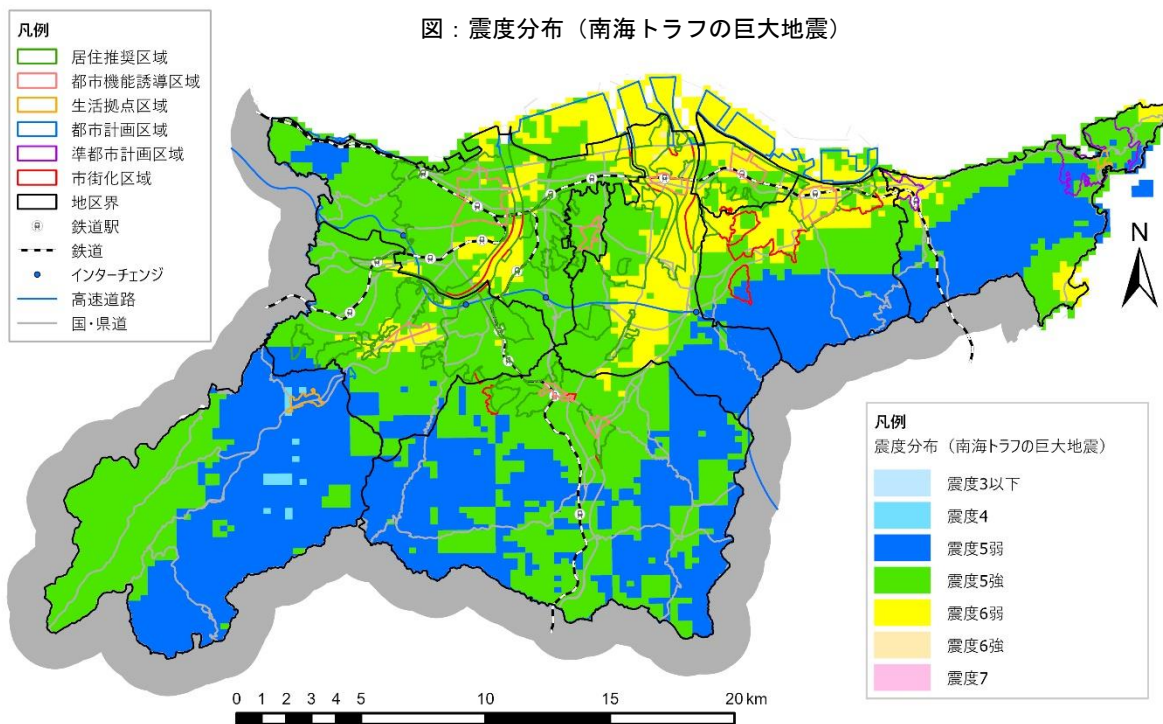 図：震度分布（南海トラフの巨大地震）
凡例
居住推奨区域
都市機能誘導区域
生活拠点区域
都市計画区域
準都市計画区域
市街化区域
地区界
鉄道駅
鉄道
インターチェンジ
高速道路
国・県道
N
凡例
震度分布（南海トラフの巨大地震）
震度3以下
震度4
震度5弱
震度5強
震度6弱
震度6強
震度7
0 1 2 3 4 5 10 15 20 km